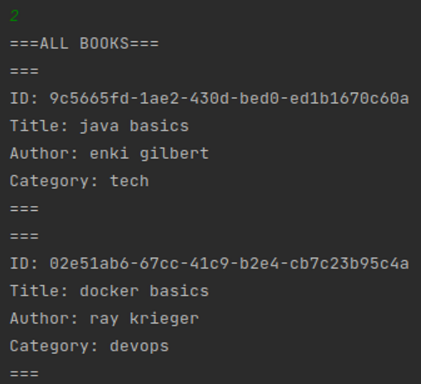 2
===ALL BOOKS===
===
ID: 9c5665fd-1ae2-430d-bed0-ed1b1670c60a
Title: java basics
Author: enki gilbert
Category: tech
===
===
ID: 02e51ab6-67cc-41c9-b2e4-cb7c23b95c4a
Title: docker basics
Author: ray krieger
Category: devops
===